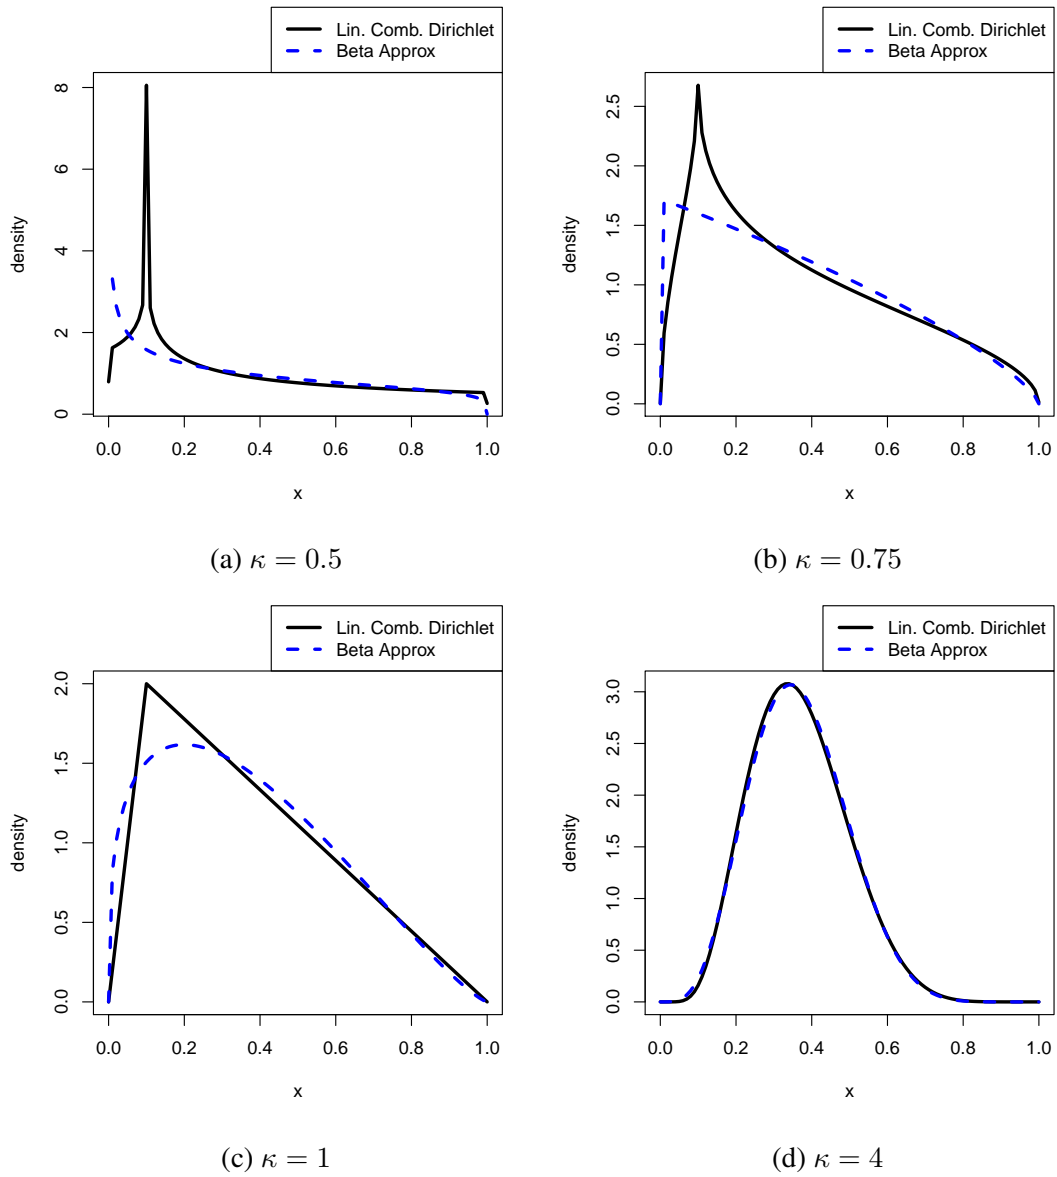 Lin. Comb. Dirichlet
Beta Approx
density
0 2 4 6 8
0.0 0.2 0.4 0.6 0.8 1.0
x
(a) κ = 0.5
Lin. Comb. Dirichlet
Beta Approx
density
0.0 0.5 1.0 1.5 2.0 2.5
0.0 0.2 0.4 0.6 0.8 1.0
x
(b) κ = 0.75
Lin. Comb. Dirichlet
Beta Approx
density
0.0 0.5 1.0 1.5 2.0
0.0 0.2 0.4 0.6 0.8 1.0
x
(c) κ = 1
Lin. Comb. Dirichlet
Beta Approx
density
0.0 0.5 1.0 1.5 2.0 2.5 3.0
0.0 0.2 0.4 0.6 0.8 1.0
x
(d) κ = 4